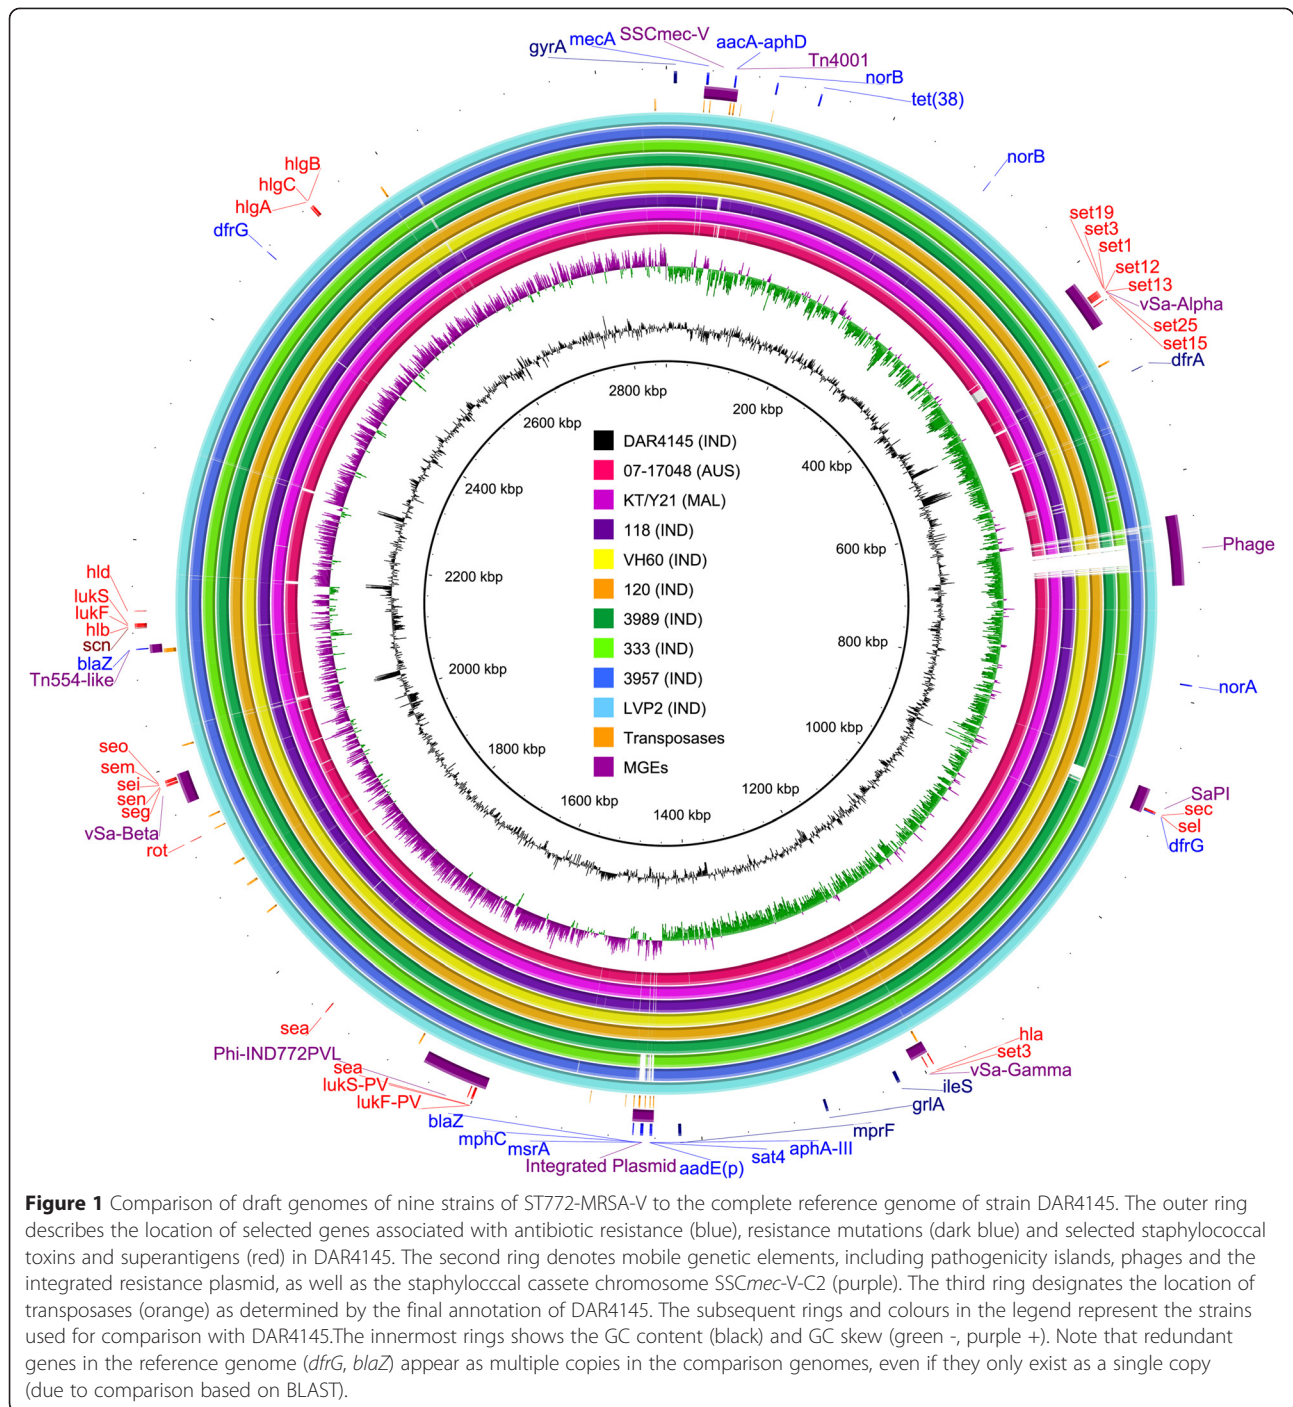 SSCmec-V
mecA
aacA-aphD
gyrA
Tn4001
norB
tet(38)
norB
hlgB
hlgC
hlgA
dfrG
set19
set3
set1
set12
set13
vSa-Alpha
set25
set15
dfrA
Phage
norA
SaPI
sec
sel
dfrG
hla
set3
vSa-Gamma
ileS
grlA
mprF
aphA-III
sat4
aadE(p)
Integrated Plasmid
msrA
mphC
blaZ
lukF-PV
lukS-PV
sea
Phi-IND772PVL
sea
rot
vSa-Beta
seg
sen
sei
sem
seo
Tn554-like
blaZ
scn
hlb
lukF
lukS
hld
2800 kbp
200 kbp
400 kbp
600 kbp
800 kbp
1000 kbp
1200 kbp
1400 kbp
1600 kbp
1800 kbp
2000 kbp
2200 kbp
2400 kbp
2600 kbp
DAR4145 (IND)
07-17048 (AUS)
KT/Y21 (MAL)
118 (IND)
VH60 (IND)
120 (IND)
3989 (IND)
333 (IND)
3957 (IND)
LVP2 (IND)
Transposases
MGEs
Figure 1 Comparison of draft genomes of nine strains of ST772-MRSA-V to the complete reference genome of strain DAR4145. The outer ring
describes the location of selected genes associated with antibiotic resistance (blue), resistance mutations (dark blue) and selected staphylococcal
toxins and superantigens (red) in DAR4145. The second ring denotes mobile genetic elements, including pathogenicity islands, phages and the
integrated resistance plasmid, as well as the staphylocccal cassete chromosome SSCmec-V-C2 (purple). The third ring designates the location of
transposases (orange) as determined by the final annotation of DAR4145. The subsequent rings and colours in the legend represent the strains
used for comparison with DAR4145.The innermost rings shows the GC content (black) and GC skew (green -, purple +). Note that redundant
genes in the reference genome (dfrG, blaZ) appear as multiple copies in the comparison genomes, even if they only exist as a single copy
(due to comparison based on BLAST).